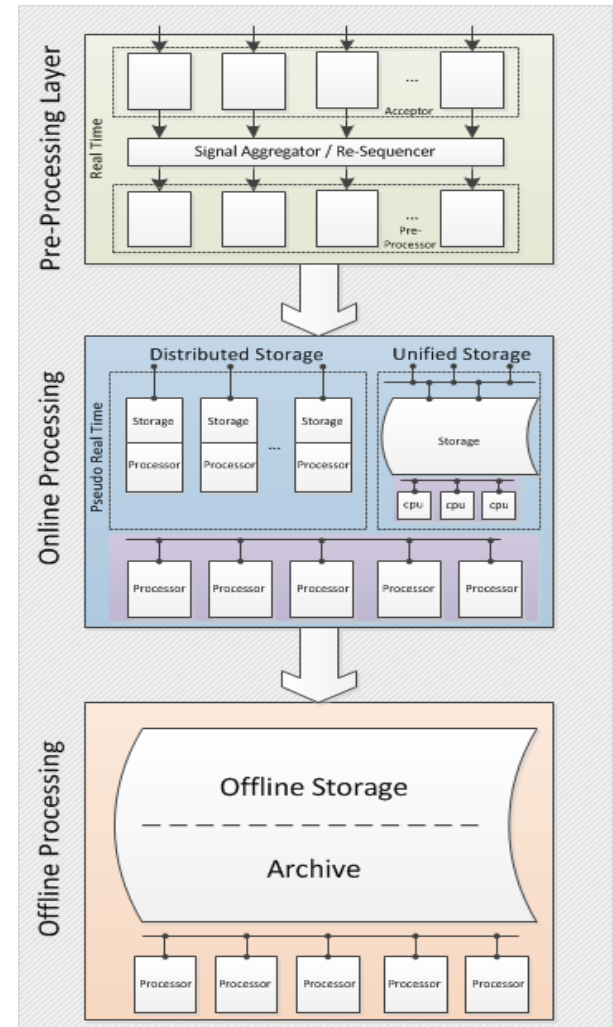 Pre-Processing Layer
Real Time
...
Acceptor
Signal Aggregator / Re-Sequencer
...
Pre-
Processor
Online Processing
Pseudo Real Time
Distributed Storage
Unified Storage
Storage
Storage
Storage
Processor
Processor
...
Processor
Storage
cpu
cpu
cpu
Processor
Processor
Processor
Processor
Processor
Offline Processing
Offline Storage
Archive
Processor
Processor
Processor
Processor
Processor